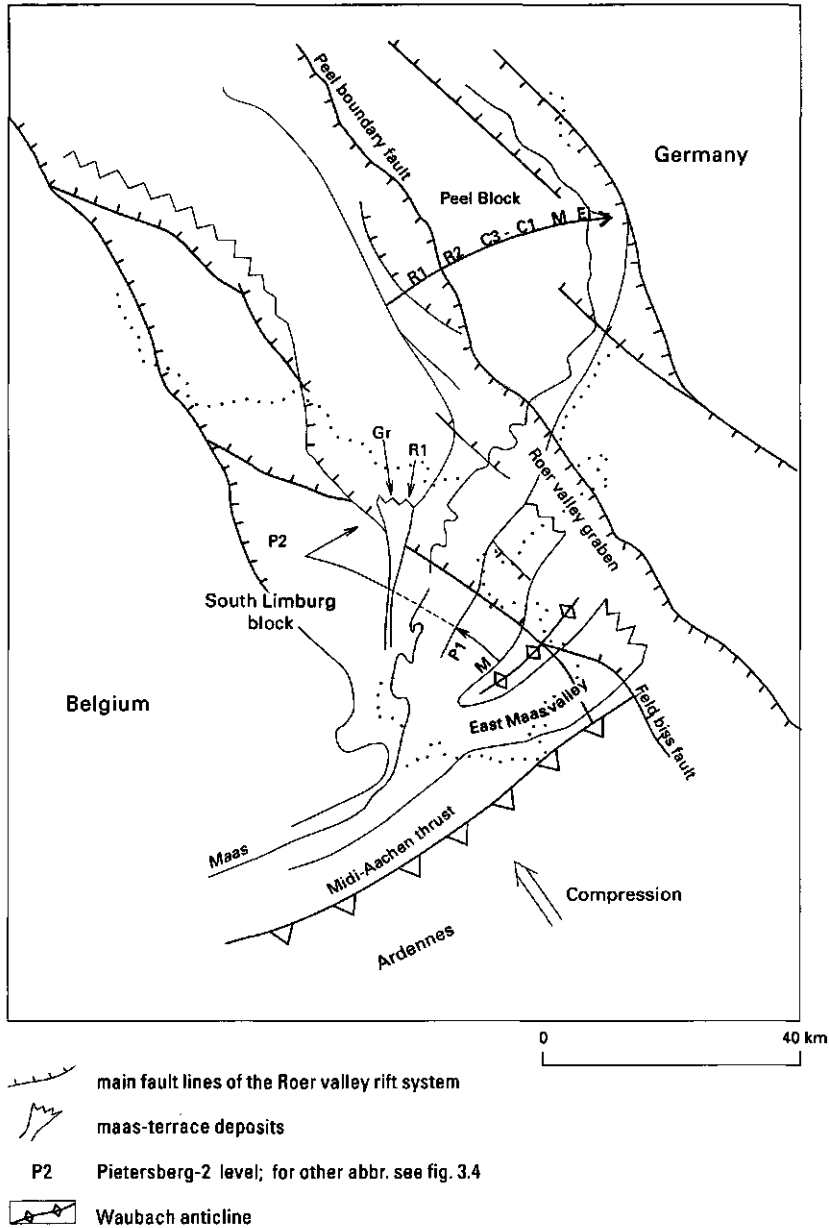 Peel boundary fault
Germany
Peel Block
R1 R2 C3 - C1 M E
Gr
R1
Roer valley graben
P2
South Limburg
block
P1
M
Belgium
East Maas valley
Feld biss fault
Maas
Midi-Aachen thrust
Compression
Ardennes
0 40 km
main fault lines of the Roer valley rift system
maas-terrace deposits
P2 Pietersberg-2 level; for other abbr. see fig. 3.4
Waubach anticline